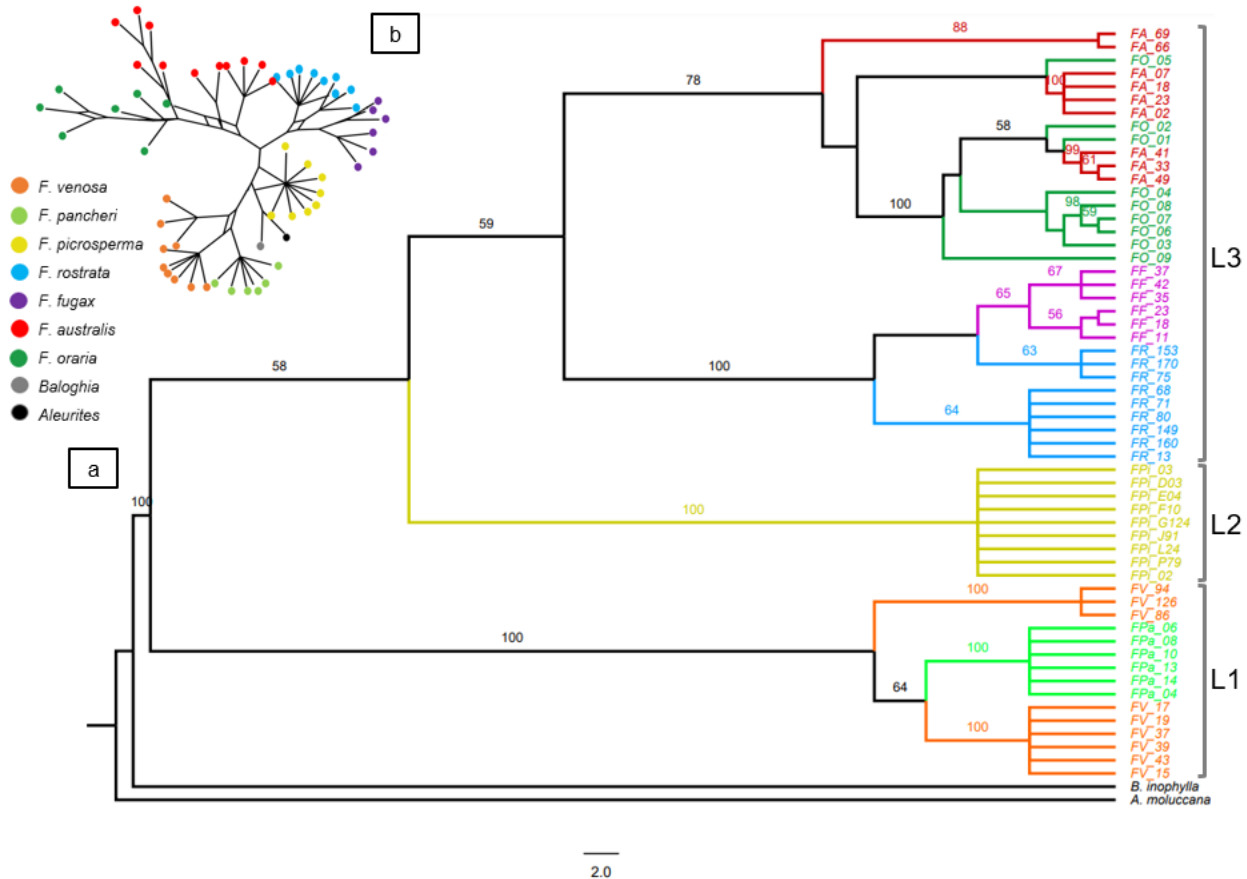 b
F. venosa
F. pancheri
F. picrosperma
F. rostrata
F. fugax
F. australis
F. oraria
Baloghia
Aleurites
a
88
78
100
58
99
61
100
98
59
59
67
65
56
100
63
64
58
100
100
100
100
100
64
100
FA_69
FA_66
FO_05
FA_07
FA_18
FA_23
FA_02
FO_02
FO_01
FA_41
FA_33
FA_49
FO_04
FO_08
FO_07
FO_06
FO_03
FO_09
FF_37
FF_42
FF_35
FF_23
FF_18
FF_11
FR_153
FR_170
FR_75
FR_68
FR_71
FR_80
FR_149
FR_160
FR_13
FPi_03
FPi_D03
FPi_E04
FPi_F10
FPi_G124
FPi_J91
FPi_L24
FPi_P79
FPi_02
FV_94
FV_126
FV_86
FPa_06
FPa_08
FPa_10
FPa_13
FPa_14
FPa_04
FV_17
FV_19
FV_37
FV_39
FV_43
FV_15
B. inophylla
A. moluccana
L3
L2
L1
2.0